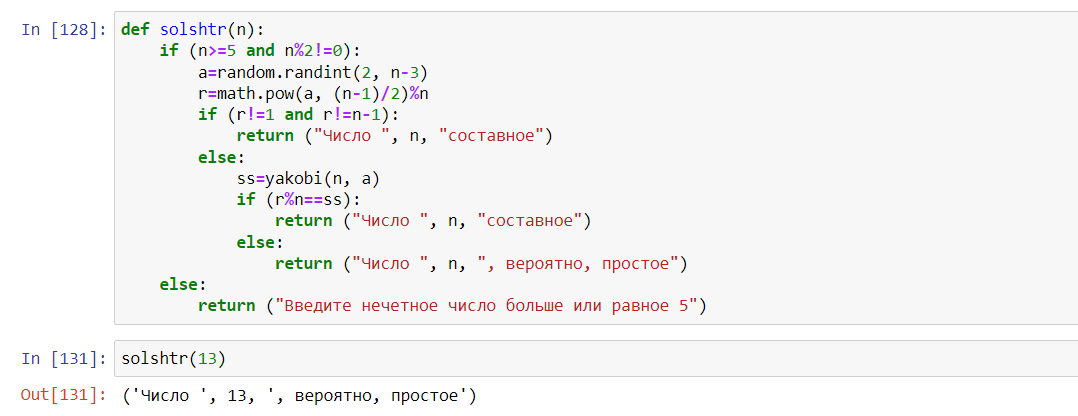 In [128]: def solshtr(n):
    if (n>=5 and n%2!=0):
        a=random.randint(2, n-3)
        r=math.pow(a, (n-1)/2)%n
        if (r!=1 and r!=n-1):
            return ("Число ", n, "составное")
        else:
            ss=yakobi(n, a)
            if (r%n==ss):
                return ("Число ", n, "составное")
            else:
                return ("Число ", n, ", вероятно, простое")
    else:
        return ("Введите нечетное число больше или равное 5")
In [131]: solshtr(13)
Out[131]: ('Число ', 13, ', вероятно, простое')